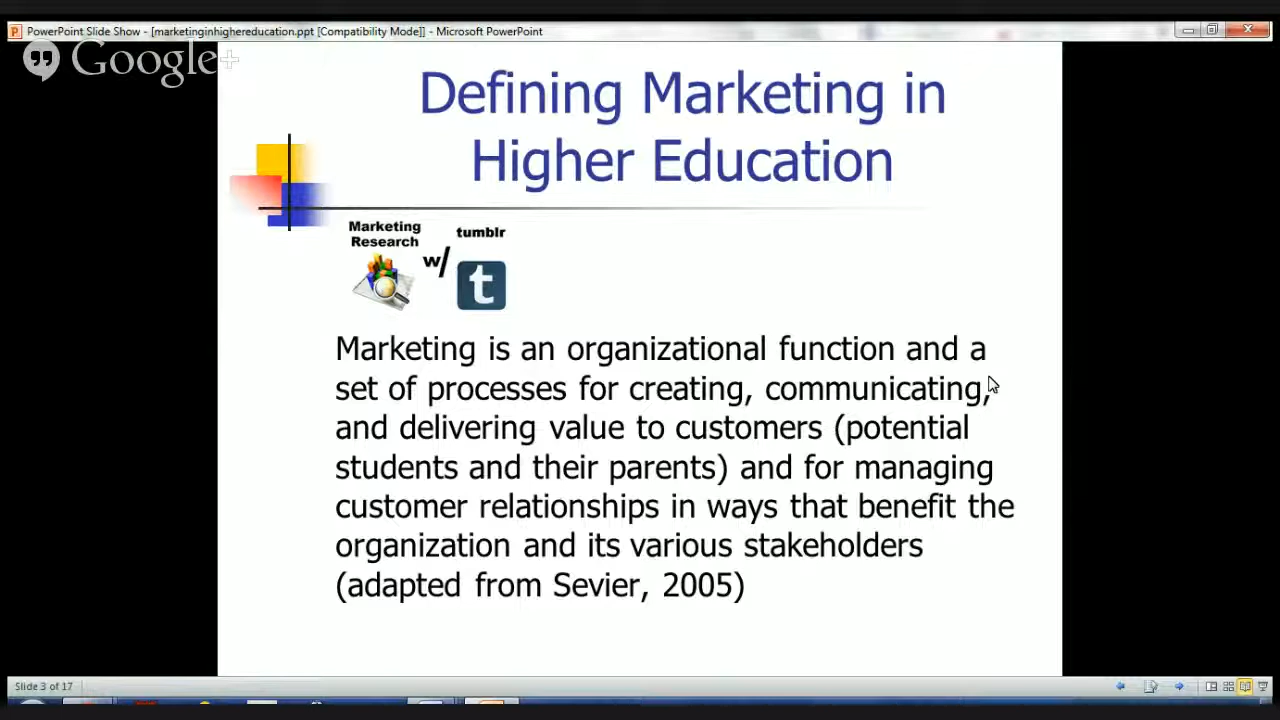 PowerPoint Slide Show - [marketinginhighereducation.ppt [Compatibility Mode]] - Microsoft PowerPoint
Google+
Defining Marketing in
Higher Education
Marketing
Research
w/
tumblr
t
Marketing is an organizational function and a
set of processes for creating, communicating,
and delivering value to customers (potential
students and their parents) and for managing
customer relationships in ways that benefit the
organization and its various stakeholders
(adapted from Sevier, 2005)
Slide 3 of 17